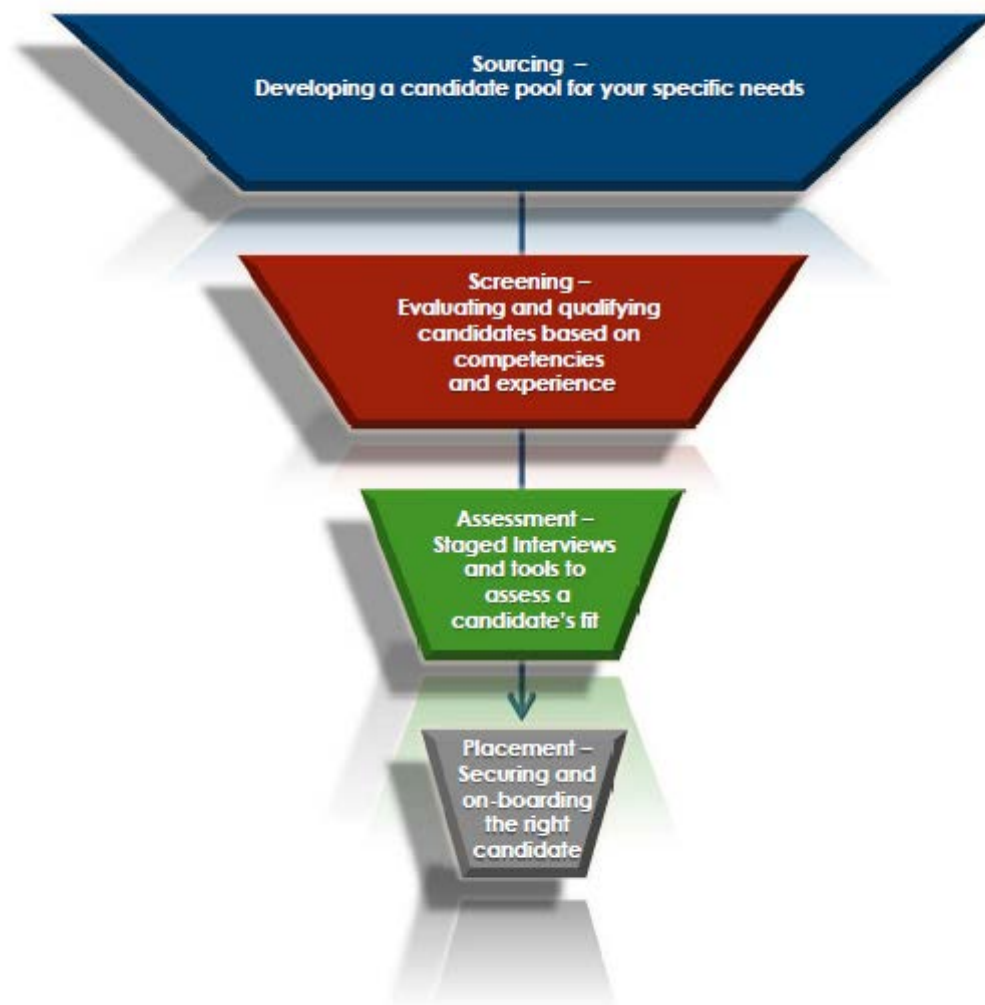 Sourcing –
Developing a candidate pool for your specific needs
Screening –
Evaluating and qualifying
candidates based on
competencies
and experience
Assessment –
Staged Interviews
and tools to
assess a
candidate's fit
Placement –
Securing and
on-boarding
the right
candidate